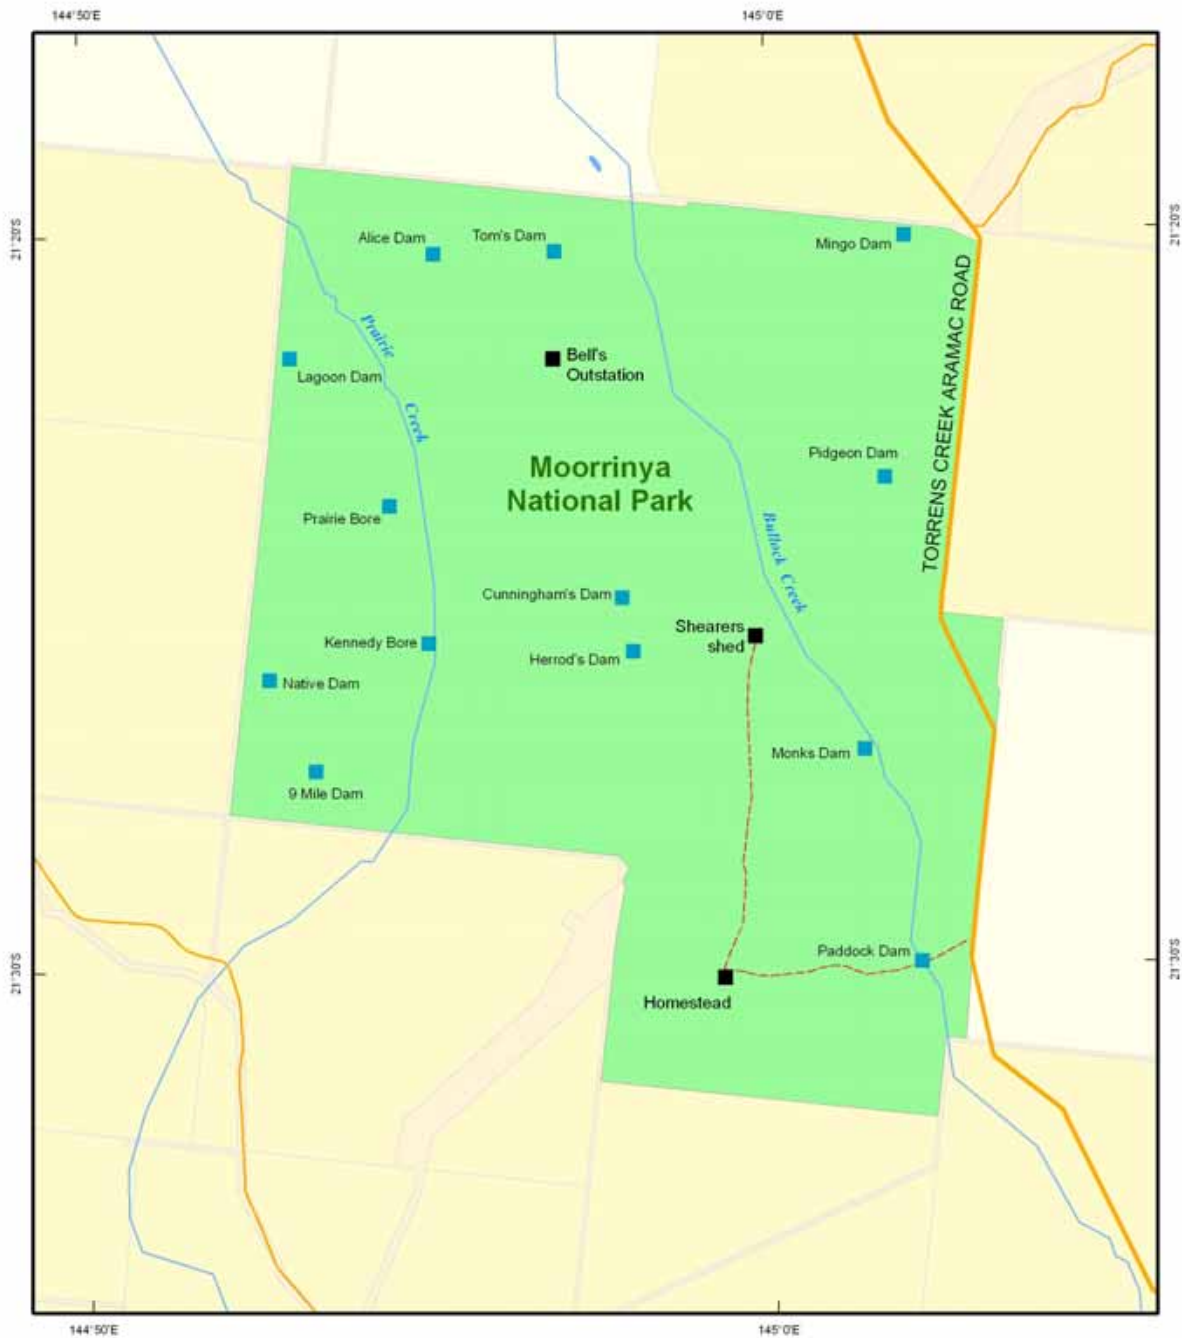 144°50'E
145°0'E
21°20'S
21°20'S
Alice Dam
Tom's Dam
Mingo Dam
TORRENS CREEK ARAMAC ROAD
Prairie
Creek
Lagoon Dam
Bell's
Outstation
Moorrinya
National Park
Pidgeon Dam
Prairie Bore
Bullock Creek
Cunningham's Dam
Shearers
shed
Kennedy Bore
Herrod's Dam
Native Dam
Monks Dam
9 Mile Dam
Paddock Dam
21°30'S
21°30'S
Homestead
144°50'E
145°0'E